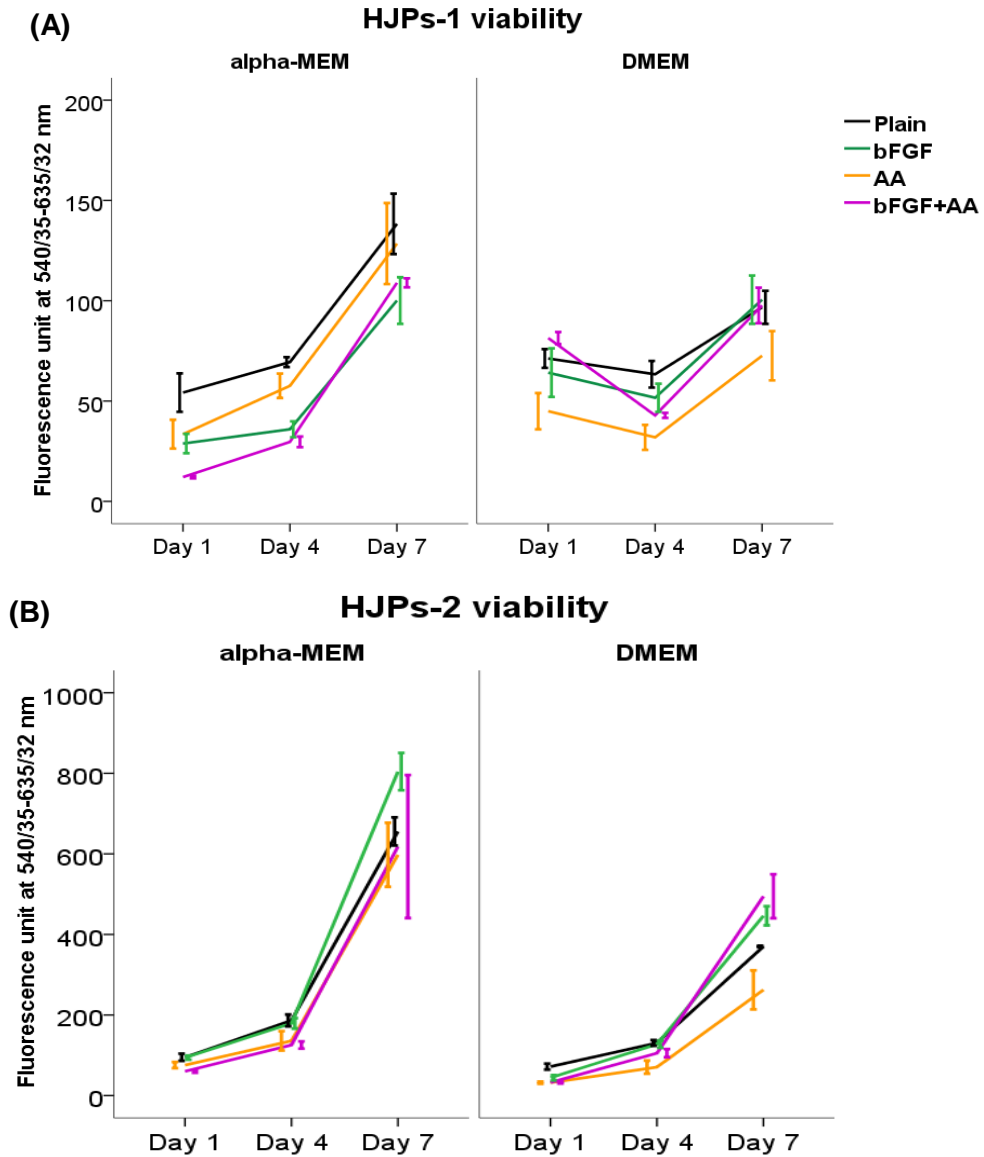 (A)
HJPs-1 viability
alpha-MEM
DMEM
Fluorescence unit at 540/35-635/32 nm
200
150
100
50
0
Day 1
Day 4
Day 7
Day 1
Day 4
Day 7
Plain
bFGF
AA
bFGF+AA
(B)
HJPs-2 viability
alpha-MEM
DMEM
Fluorescence unit at 540/35-635/32 nm
1000
800
600
400
200
0
Day 1
Day 4
Day 7
Day 1
Day 4
Day 7